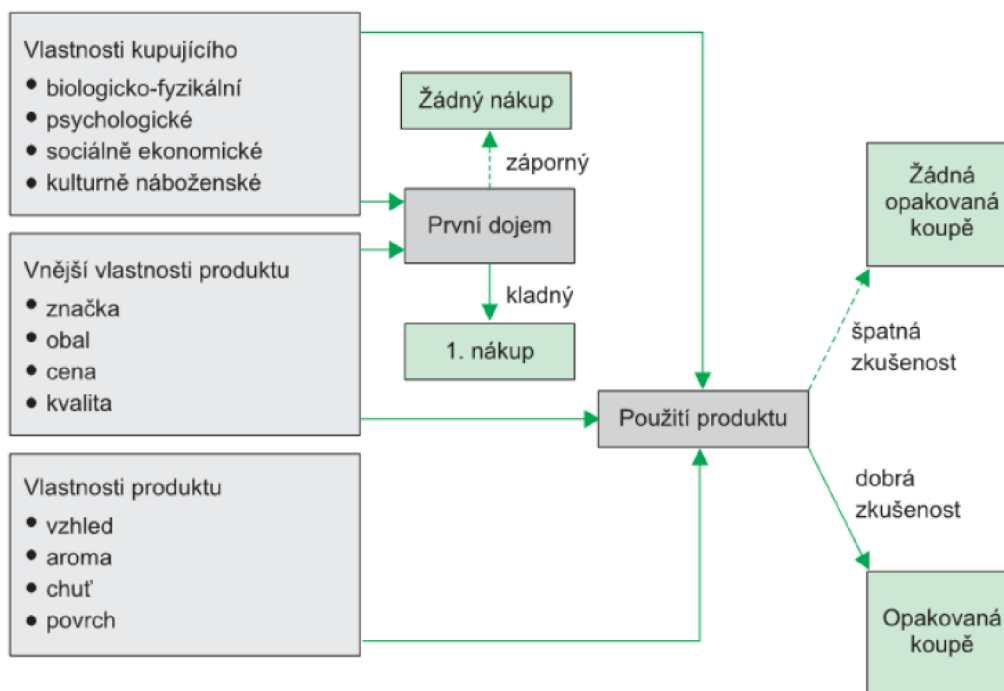 Vlastnosti kupujícího
• biologicko-fyzikální
• psychologické
• sociálně ekonomické
• kulturně náboženské
Žádný nákup
záporný
První dojem
kladný
1. nákup
Vnější vlastnosti produktu
• značka
• obal
• cena
• kvalita
Vlastnosti produktu
• vzhled
• aroma
• chuť
• povrch
Použití produktu
Žádná
opakovaná
koupě
špatná
zkušenost
dobrá
zkušenost
Opakovaná
koupě